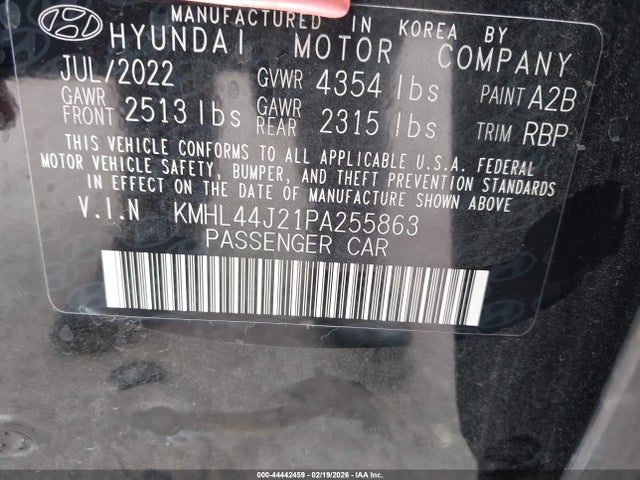 MANUFACTURED IN KOREA BY
HYUNDAI MOTOR COMPANY
JUL/2022 GVWR 4354 lbs PAINT A2B
GAWR FRONT 2513 lbs GAWR REAR 2315 lbs TRIM RBP
THIS VEHICLE CONFORMS TO ALL APPLICABLE U.S.A. FEDERAL
MOTOR VEHICLE SAFETY, BUMPER, AND THEFT PREVENTION STANDARDS
IN EFFECT ON THE DATE OF MANUFACTURE SHOWN ABOVE.
V.I.N KMHL44J21PA255863
PASSENGER CAR
000-44442459 - 02/19/2026 - IAA Inc.